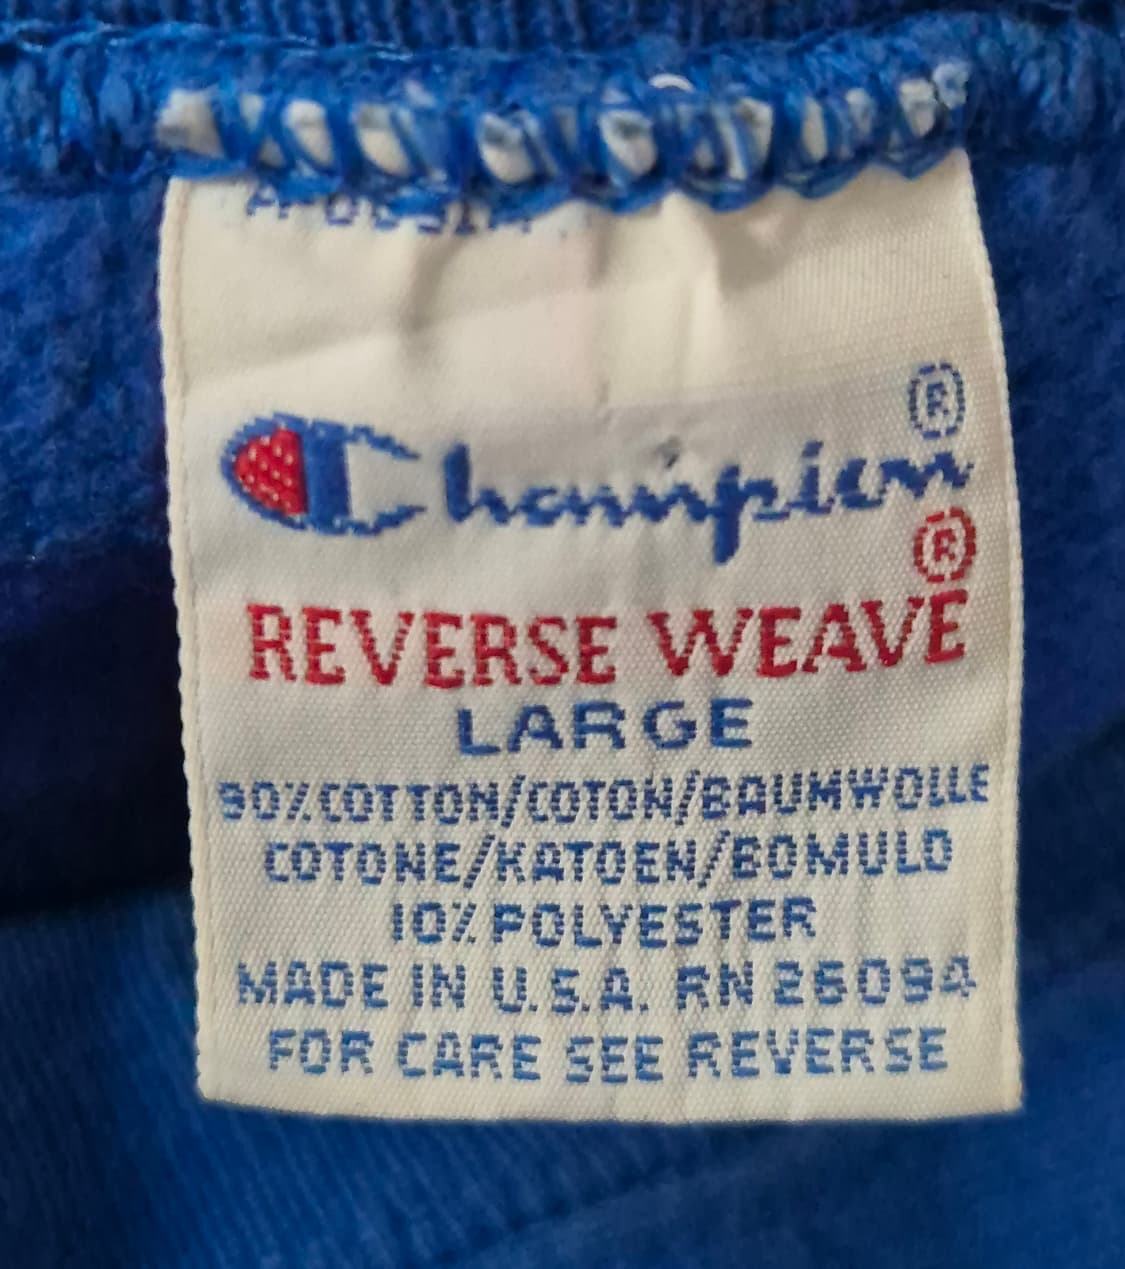 Champion®
REVERSE WEAVE®
LARGE
90% COTTON/COTON/BAUMWOLLE
COTONE/KATOEN/BOMULD
10% POLYESTER
MADE IN U.S.A. RN 26094
FOR CARE SEE REVERSE